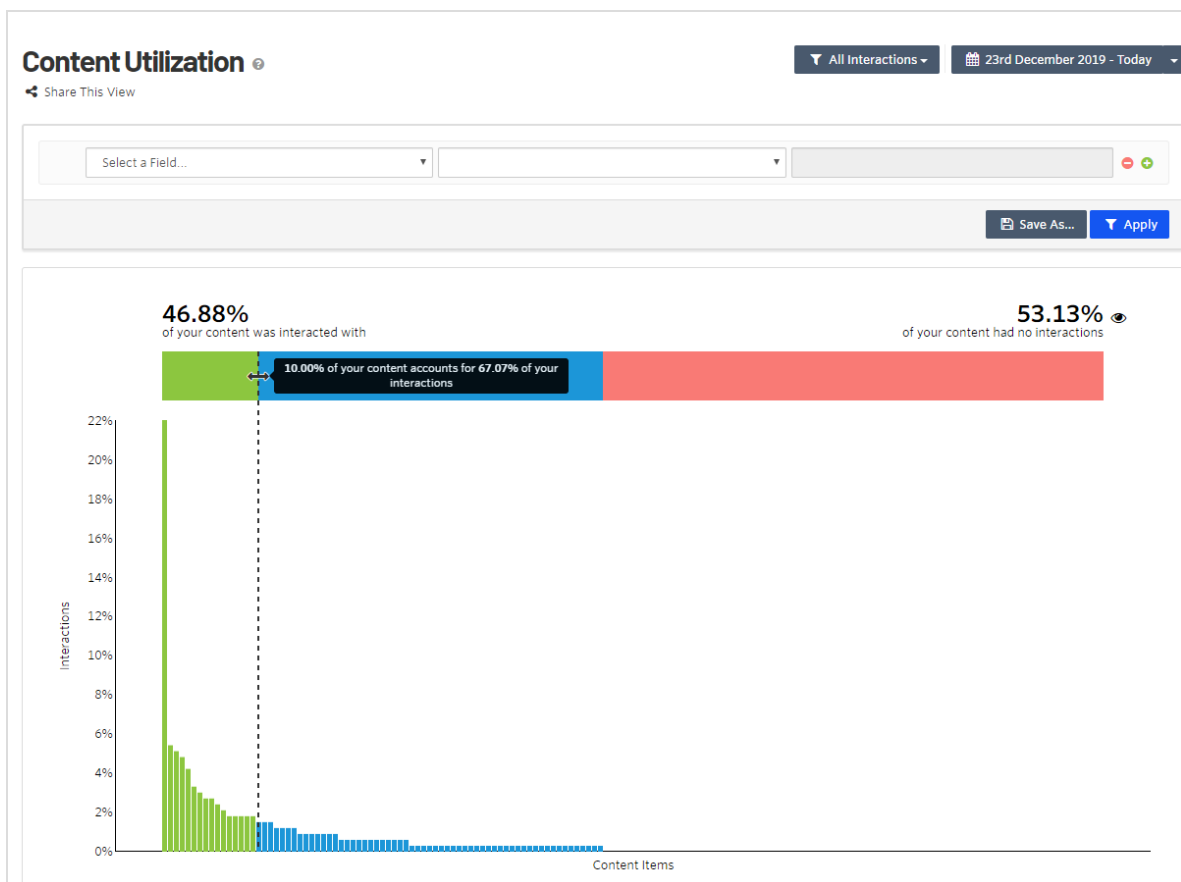 Content Utilization
All Interactions
23rd December 2019 - Today
Share This View
Select a Field...
Save As...
Apply
46.88%
of your content was interacted with
53.13%
of your content had no interactions
10.00% of your content accounts for 67.07% of your
interactions
22%
20%
18%
16%
14%
12%
10%
8%
6%
4%
2%
0%
Interactions
Content Items